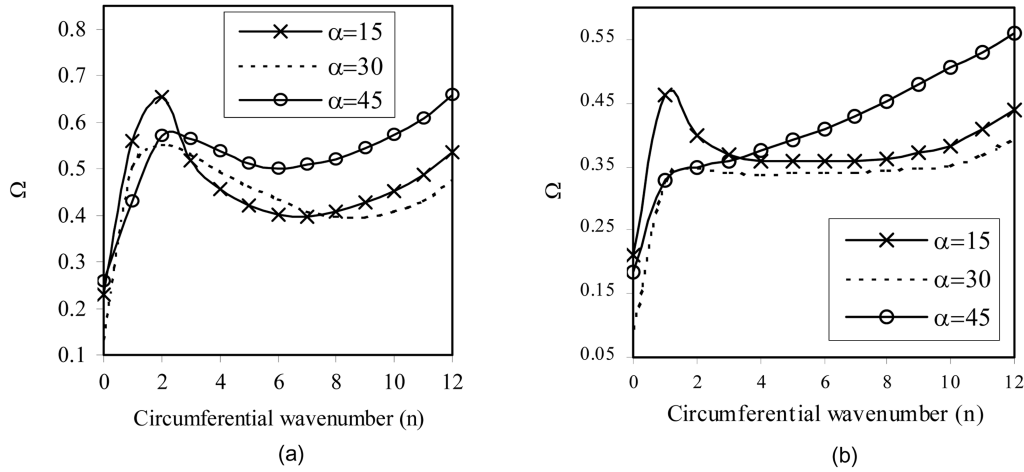 0.8
0.7
0.6
0.5
0.4
0.3
0.2
0.1
Ω
0 2 4 6 8 10 12
Circumferential wavenumber (n)
α=15
α=30
α=45
(a)
0.55
0.45
0.35
0.25
0.15
0.05
Ω
0 2 4 6 8 10 12
Circumferential wavenumber (n)
α=15
α=30
α=45
(b)